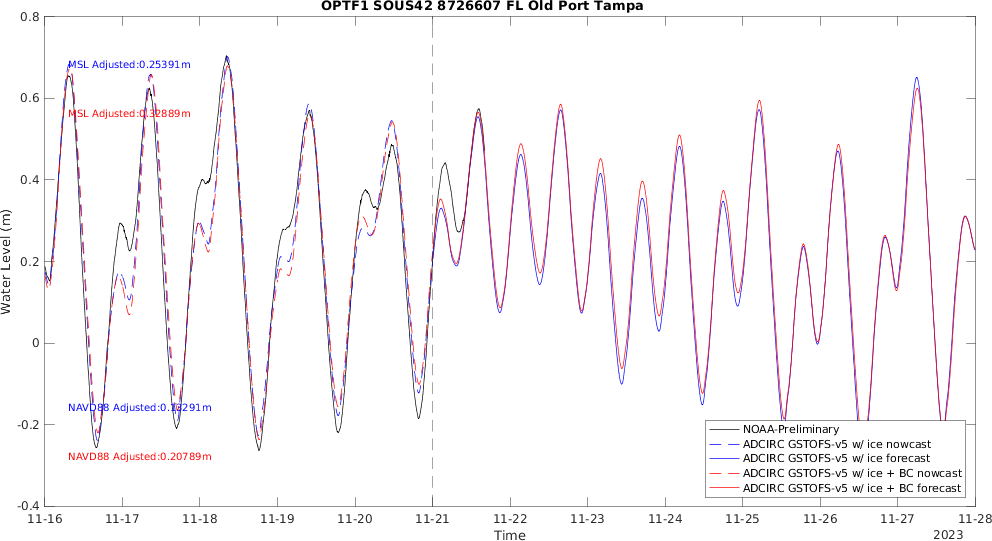 OPTF1 SOUS42 8726607 FL Old Port Tampa
Water Level (m)
0.8
0.6
0.4
0.2
0
-0.2
-0.4
MSL Adjusted:0.25391m
MSL Adjusted:0.32889m
NAVD88 Adjusted:0.13291m
NAVD88 Adjusted:0.20789m
NOAA-Preliminary
ADCIRC GSTOFS-v5 w/ ice nowcast
ADCIRC GSTOFS-v5 w/ ice forecast
ADCIRC GSTOFS-v5 w/ ice + BC nowcast
ADCIRC GSTOFS-v5 w/ ice + BC forecast
11-16 11-17 11-18 11-19 11-20 11-21 11-22 11-23 11-24 11-25 11-26 11-27 11-28
Time
2023